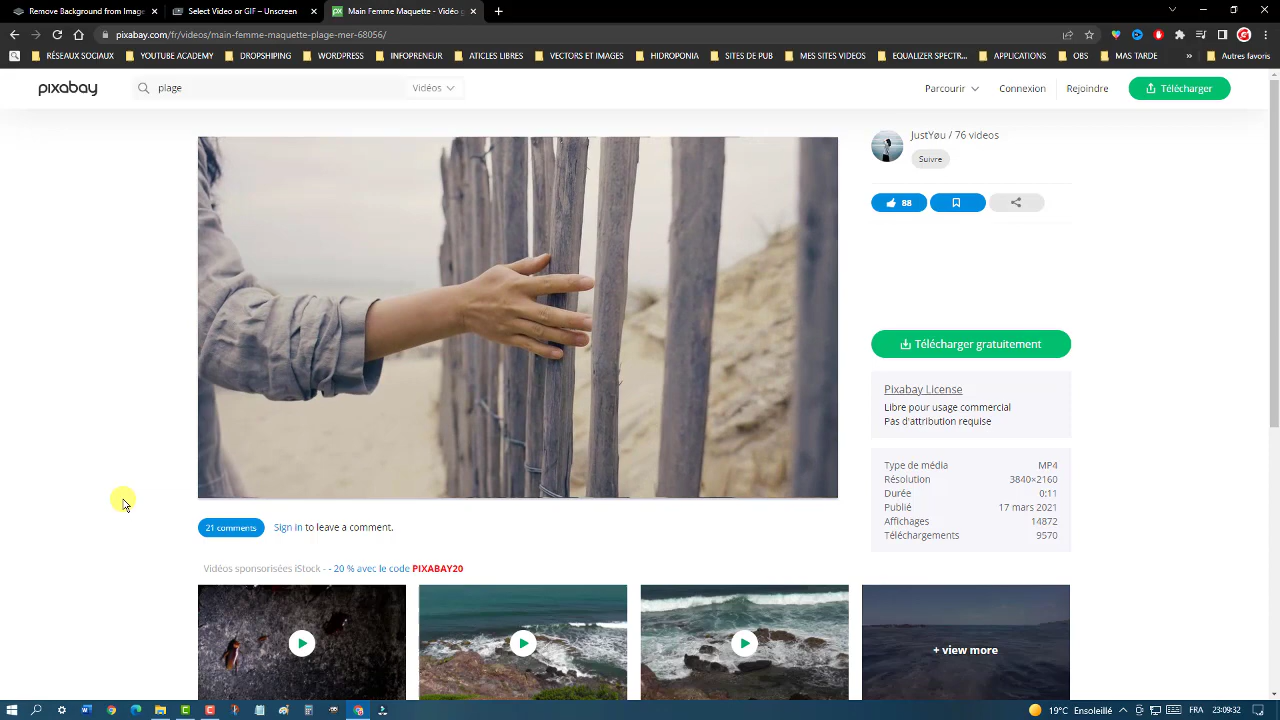 Remove Background from Image
Select Video or GIF – Unscreen
Main Femme Maquette - Vidéo g
pixabay.com/fr/videos/main-femme-maquette-plage-mer-68056/
RÉSEAUX SOCIAUX
YOUTUBE ACADEMY
DROPSHIPING
WORDPRESS
INFOPRENEUR
ATICLES LIBRES
VECTORS ET IMAGES
HIDROPONIA
SITES DE PUB
MES SITES VIDEOS
EQUALIZER SPECTR...
APPLICATIONS
OBS
MAS TARDE
»
Autres favoris
pixabay
plage
Vidéos
Parcourir
Connexion
Rejoindre
Télécharger
JustYøu / 76 videos
Suivre
88
Télécharger gratuitement
Pixabay License
Libre pour usage commercial
Pas d'attribution requise
Type de média MP4
Résolution 3840×2160
Durée 0:11
Publié 17 mars 2021
Affichages 14872
Téléchargements 9570
21 comments
Sign in to leave a comment.
Vidéos sponsorisées iStock - - 20 % avec le code PIXABAY20
+ view more
19°C Ensoleillé
FRA
23:09:32